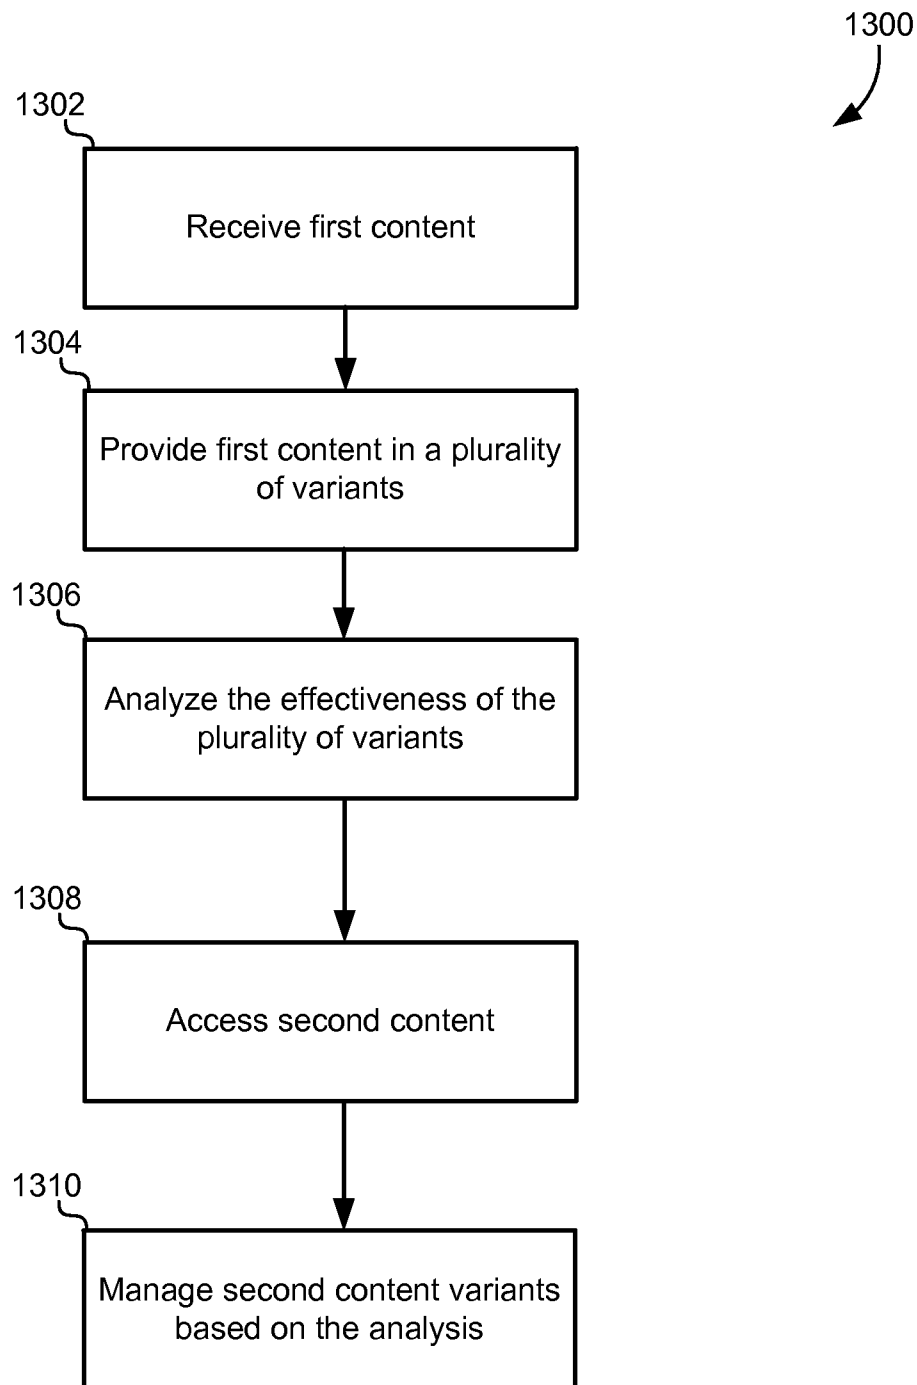 1300
1302
Receive first content
1304
Provide first content in a plurality
of variants
1306
Analyze the effectiveness of the
plurality of variants
1308
Access second content
1310
Manage second content variants
based on the analysis